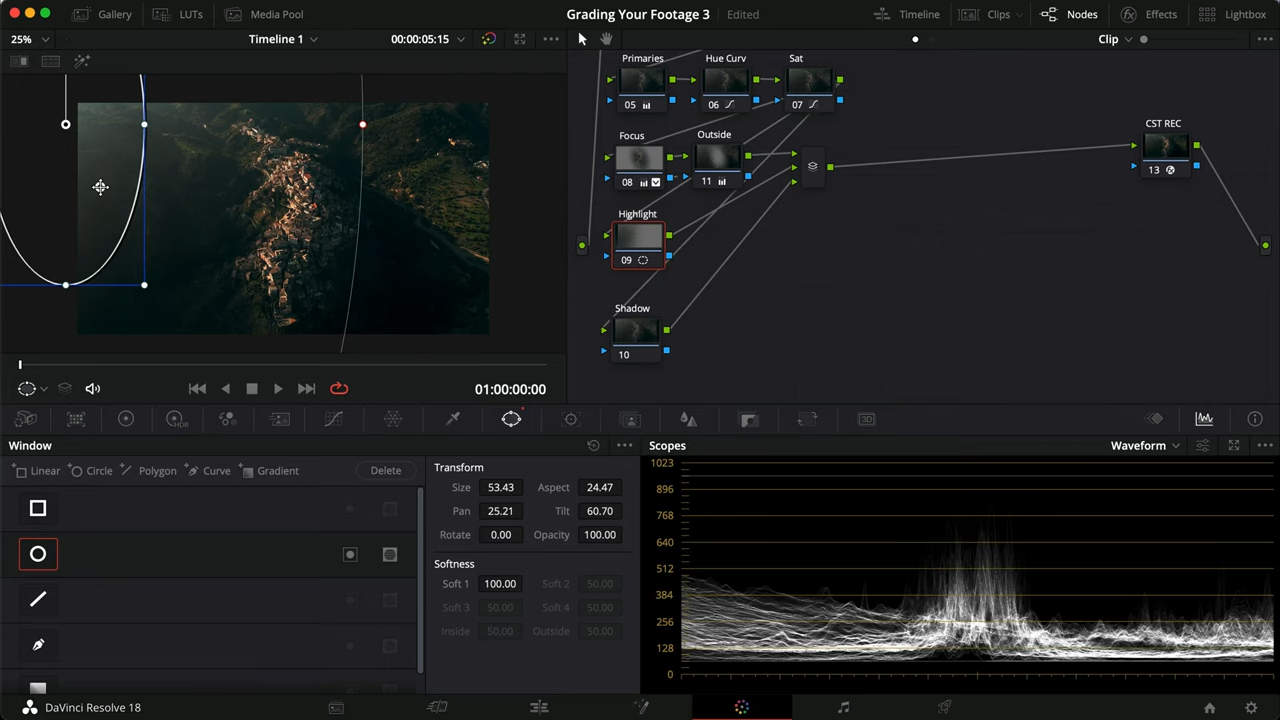 Gallery LUTs Media Pool Grading Your Footage 3 Edited Timeline Clips Nodes Effects Lightbox
25% Timeline 1 00:00:05:15 Clip
Primaries Hue Curv Sat
05 06 07
CST REC
13
Focus Outside
08 11
Highlight
09
Shadow
10
01:00:00:00
HDR 3D
Window
Linear Circle Polygon Curve Gradient Delete
Transform
Size 53.43 Aspect 24.47
Pan 25.21 Tilt 60.70
Rotate 0.00 Opacity 100.00
Softness
Soft 1 100.00 Soft 2 50.00
Soft 3 50.00 Soft 4 50.00
Inside 50.00 Outside 50.00
Scopes Waveform
1023
896
768
640
512
384
256
128
0
DaVinci Resolve 18